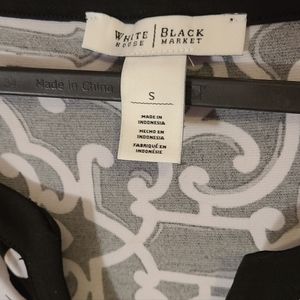 WHITE HOUSE | BLACK MARKET
Made in China
S
MADE IN
INDONESIA
HECHO EN
INDONESIA
FABRIQUÉ EN
INDONÉSIE